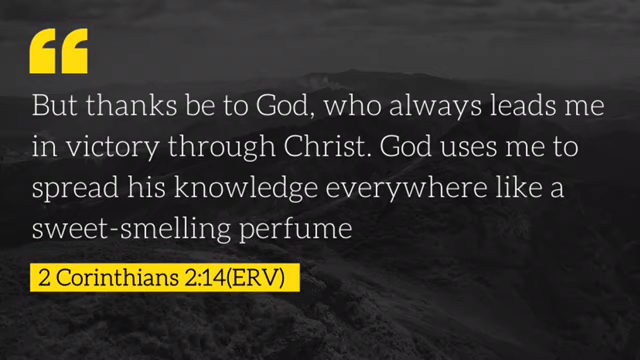 But thanks be to God, who always leads me
in victory through Christ. God uses me to
spread his knowledge everywhere like a
sweet-smelling perfume
2 Corinthians 2:14(ERV)